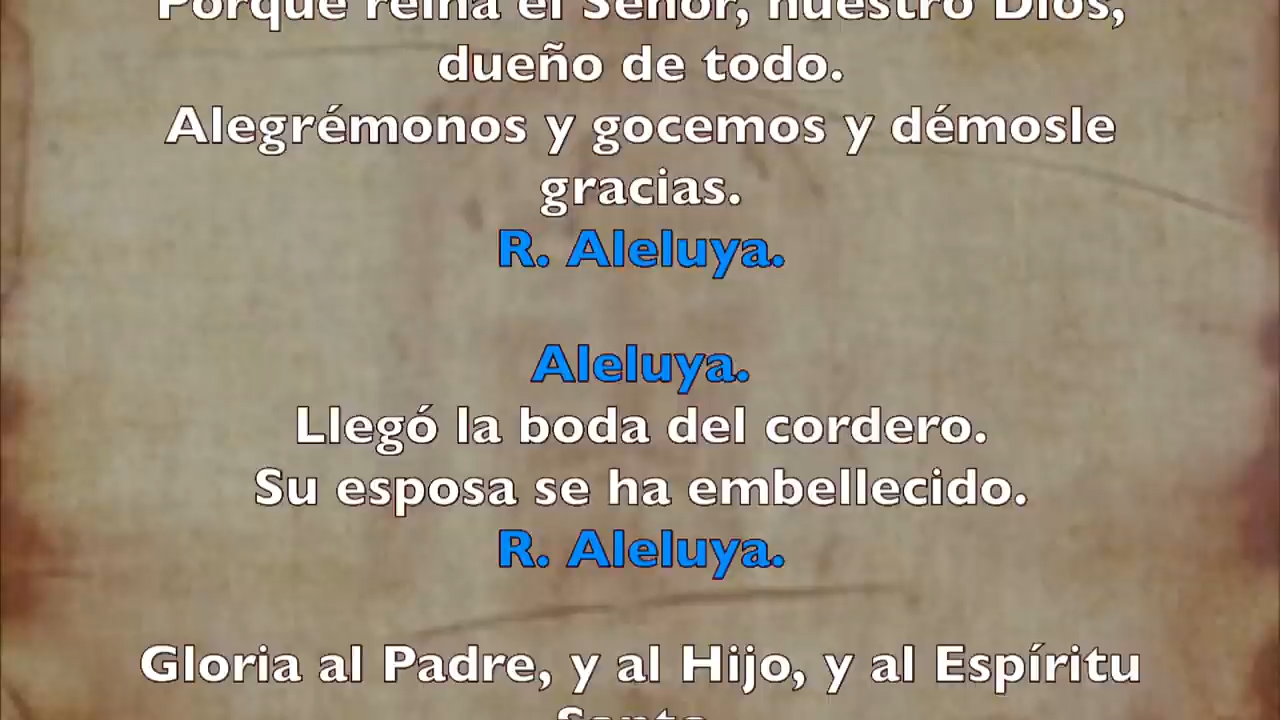 Porque reina el Señor, nuestro Dios,
dueño de todo.
Alegrémonos y gocemos y démosle
gracias.
R. Aleluya.
Aleluya.
Llegó la boda del cordero.
Su esposa se ha embellecido.
R. Aleluya.
Gloria al Padre, y al Hijo, y al Espíritu